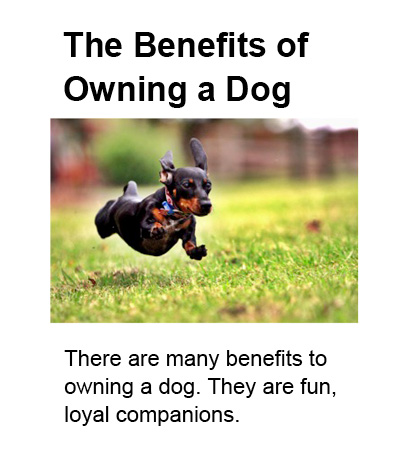 The Benefits of
Owning a Dog
There are many benefits to
owning a dog. They are fun,
loyal companions.